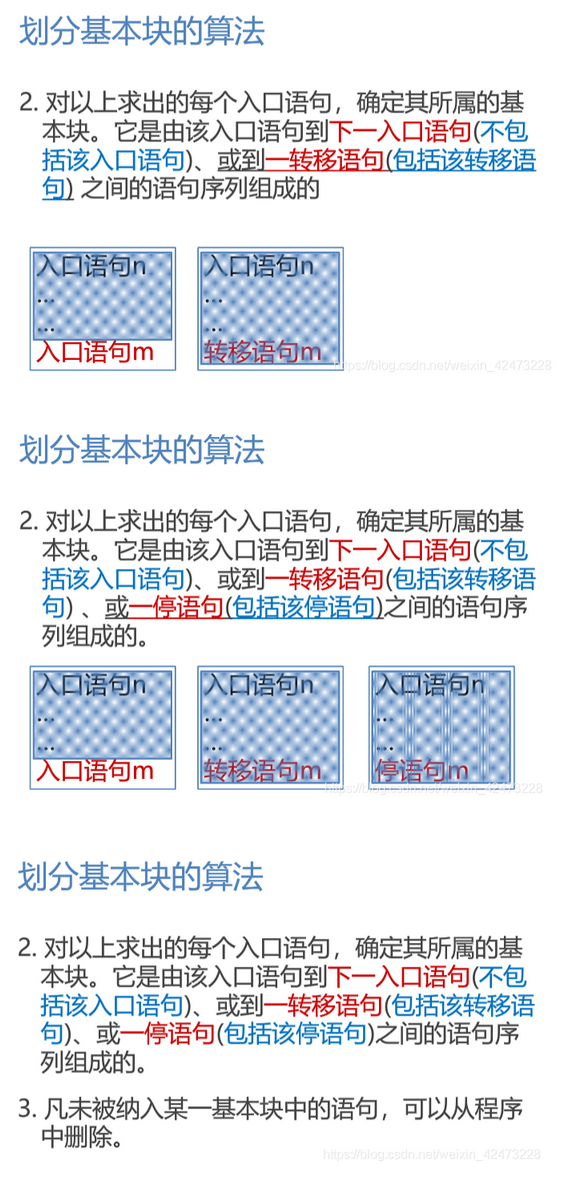 划分基本块的算法
2. 对以上求出的每个入口语句，确定其所属的基
本块。它是由该入口语句到下一入口语句(不包
括该入口语句)、或到一转移语句(包括该转移语
句) 之间的语句序列组成的
入口语句n
...
...
入口语句m
入口语句n
...
...
转移语句m
https://blog.csdn.net/weixin_42473228
划分基本块的算法
2. 对以上求出的每个入口语句，确定其所属的基
本块。它是由该入口语句到下一入口语句(不包
括该入口语句)、或到一转移语句(包括该转移语
句) 、或一停语句(包括该停语句)之间的语句序
列组成的。
入口语句n
...
...
入口语句m
入口语句n
...
...
转移语句m
入口语句n
...
...
停语句m
https://blog.csdn.net/weixin_42473228
划分基本块的算法
2. 对以上求出的每个入口语句，确定其所属的基
本块。它是由该入口语句到下一入口语句(不包
括该入口语句)、或到一转移语句(包括该转移语
句)、或一停语句(包括该停语句)之间的语句序
列组成的。
3. 凡未被纳入某一基本块中的语句，可以从程序
中删除。
https://blog.csdn.net/weixin_42473228